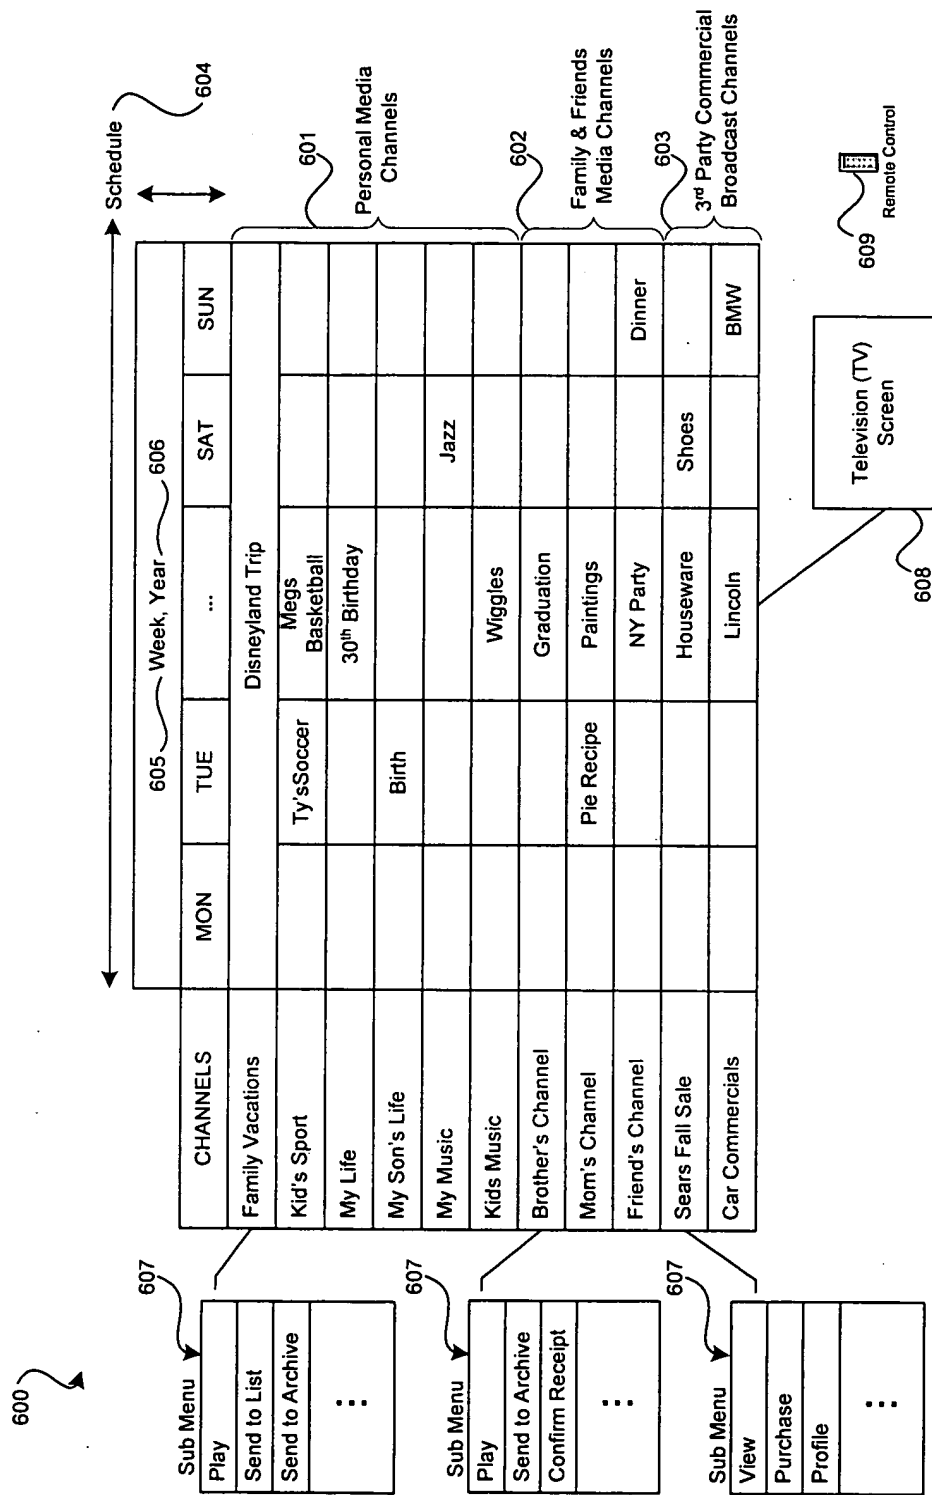 600
Schedule
604
605 Week, Year 606
CHANNELS MON TUE ... SAT SUN
Family Vacations Disneyland Trip
Kid's Sport Ty'sSoccer Megs Basketball
My Life 30th Birthday
My Son's Life Birth
My Music Jazz
Kids Music Wiggles
Brother's Channel Graduation
Mom's Channel Pie Recipe Paintings
Friend's Channel NY Party Dinner
Sears Fall Sale Houseware Shoes
Car Commercials Lincoln BMW
601
Personal Media
Channels
602
Family & Friends
Media Channels
603
3rd Party Commercial
Broadcast Channels
607
Sub Menu
Play
Send to List
Send to Archive
⋮
607
Sub Menu
Play
Send to Archive
Confirm Receipt
⋮
607
Sub Menu
View
Purchase
Profile
⋮
Television (TV)
Screen
608
609
Remote Control